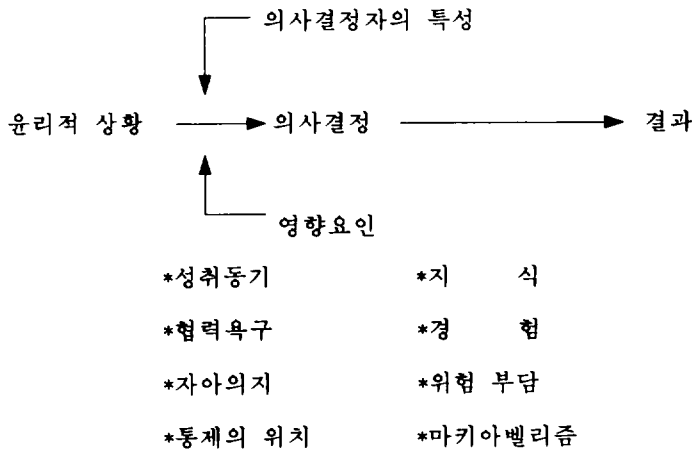 의사결정자의 특성
윤리적 상황 의사결정 결과
영향요인
*성취동기 *지 식
*협력욕구 *경 험
*자아의지 *위험 부담
*통제의 위치 *마키아벨리즘